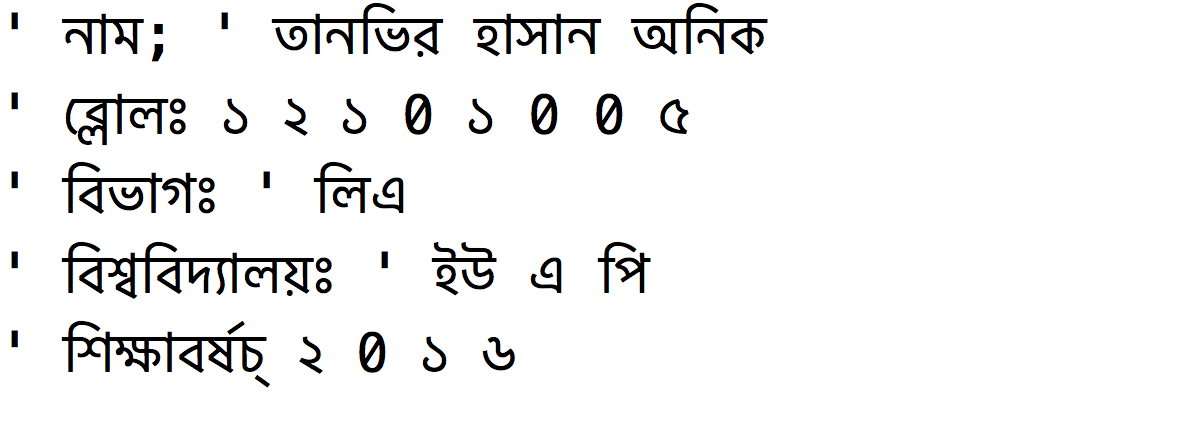 ' নাম; ' তানভির হাসান অনিক
' ব্লোলঃ ১ ২ ১ 0 ১ 0 0 ৫
' বিভাগঃ ' লিএ
' বিশ্ববিদ্যালয়ঃ ' ইউ এ পি
' শিক্ষাবর্ষচ্ ২ 0 ১ ৬